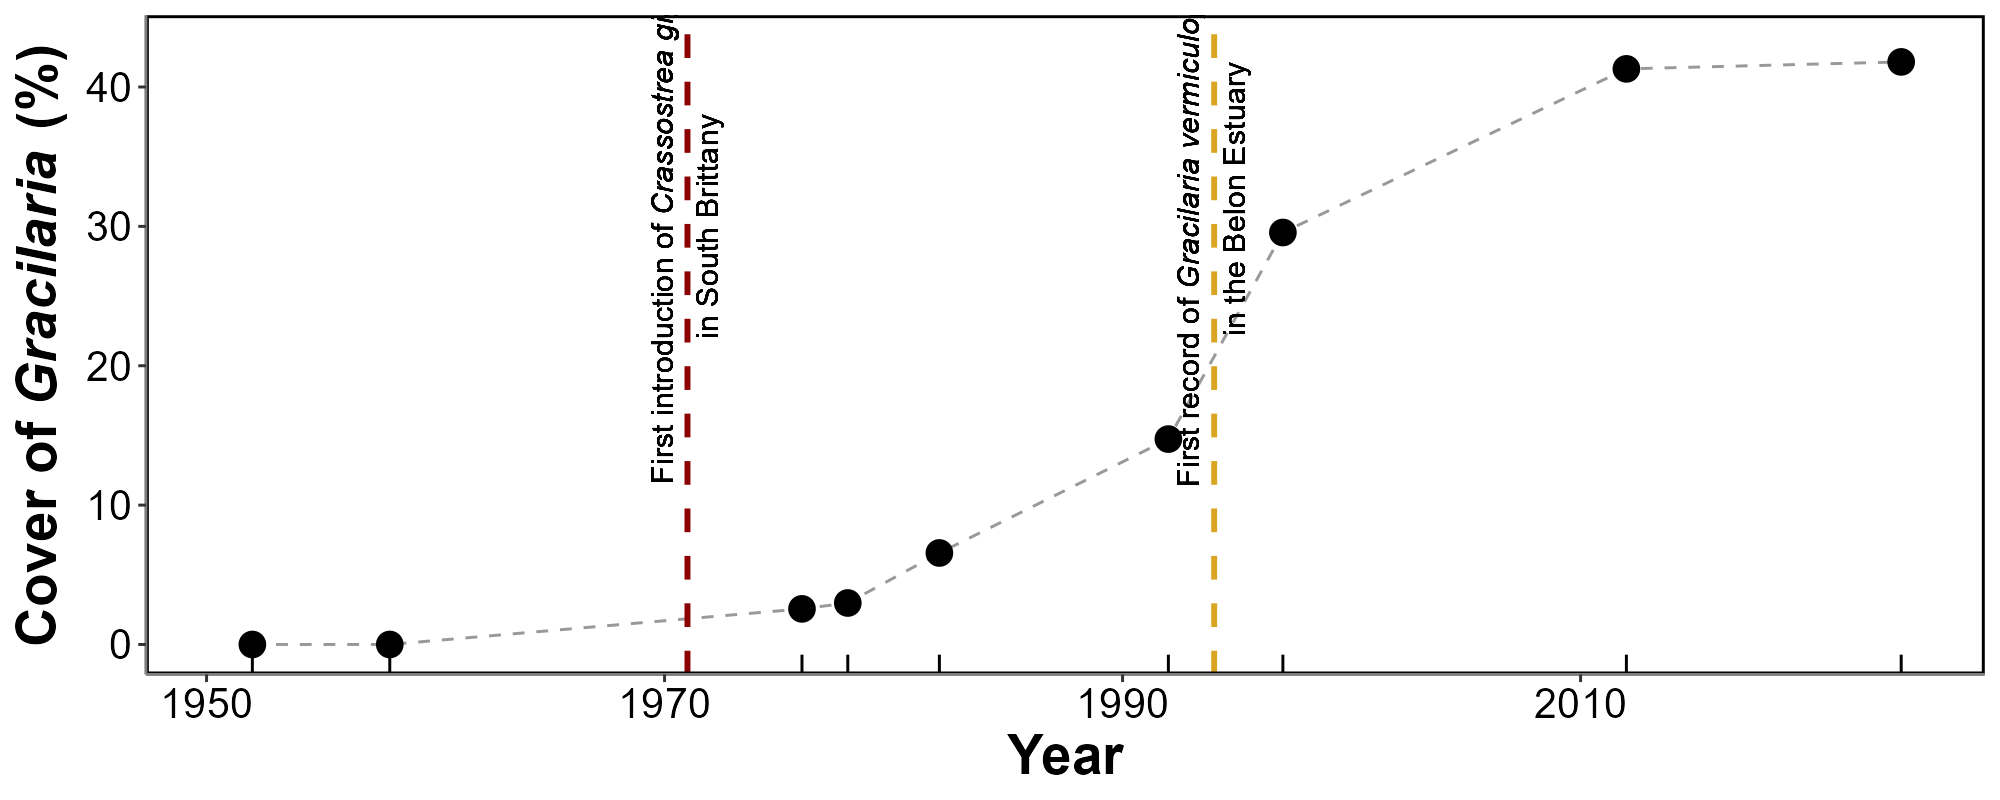 Cover of Gracilaria (%)
40
30
20
10
0
First introduction of Crassostrea
in South Brittany
First record of Gracilaria
in the Belon Estuary
1950
1970
1990
2010
Year